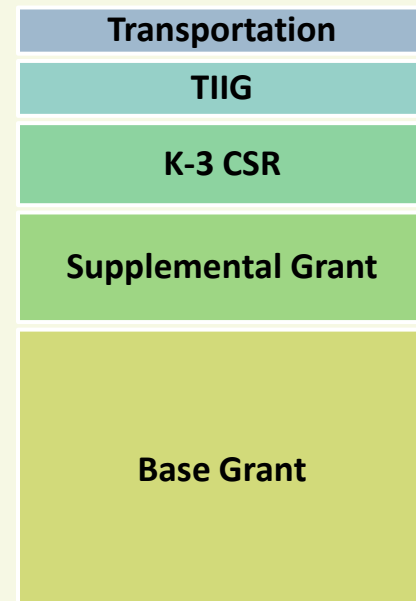 Transportation
TIIG
K-3 CSR
Supplemental Grant
Base Grant